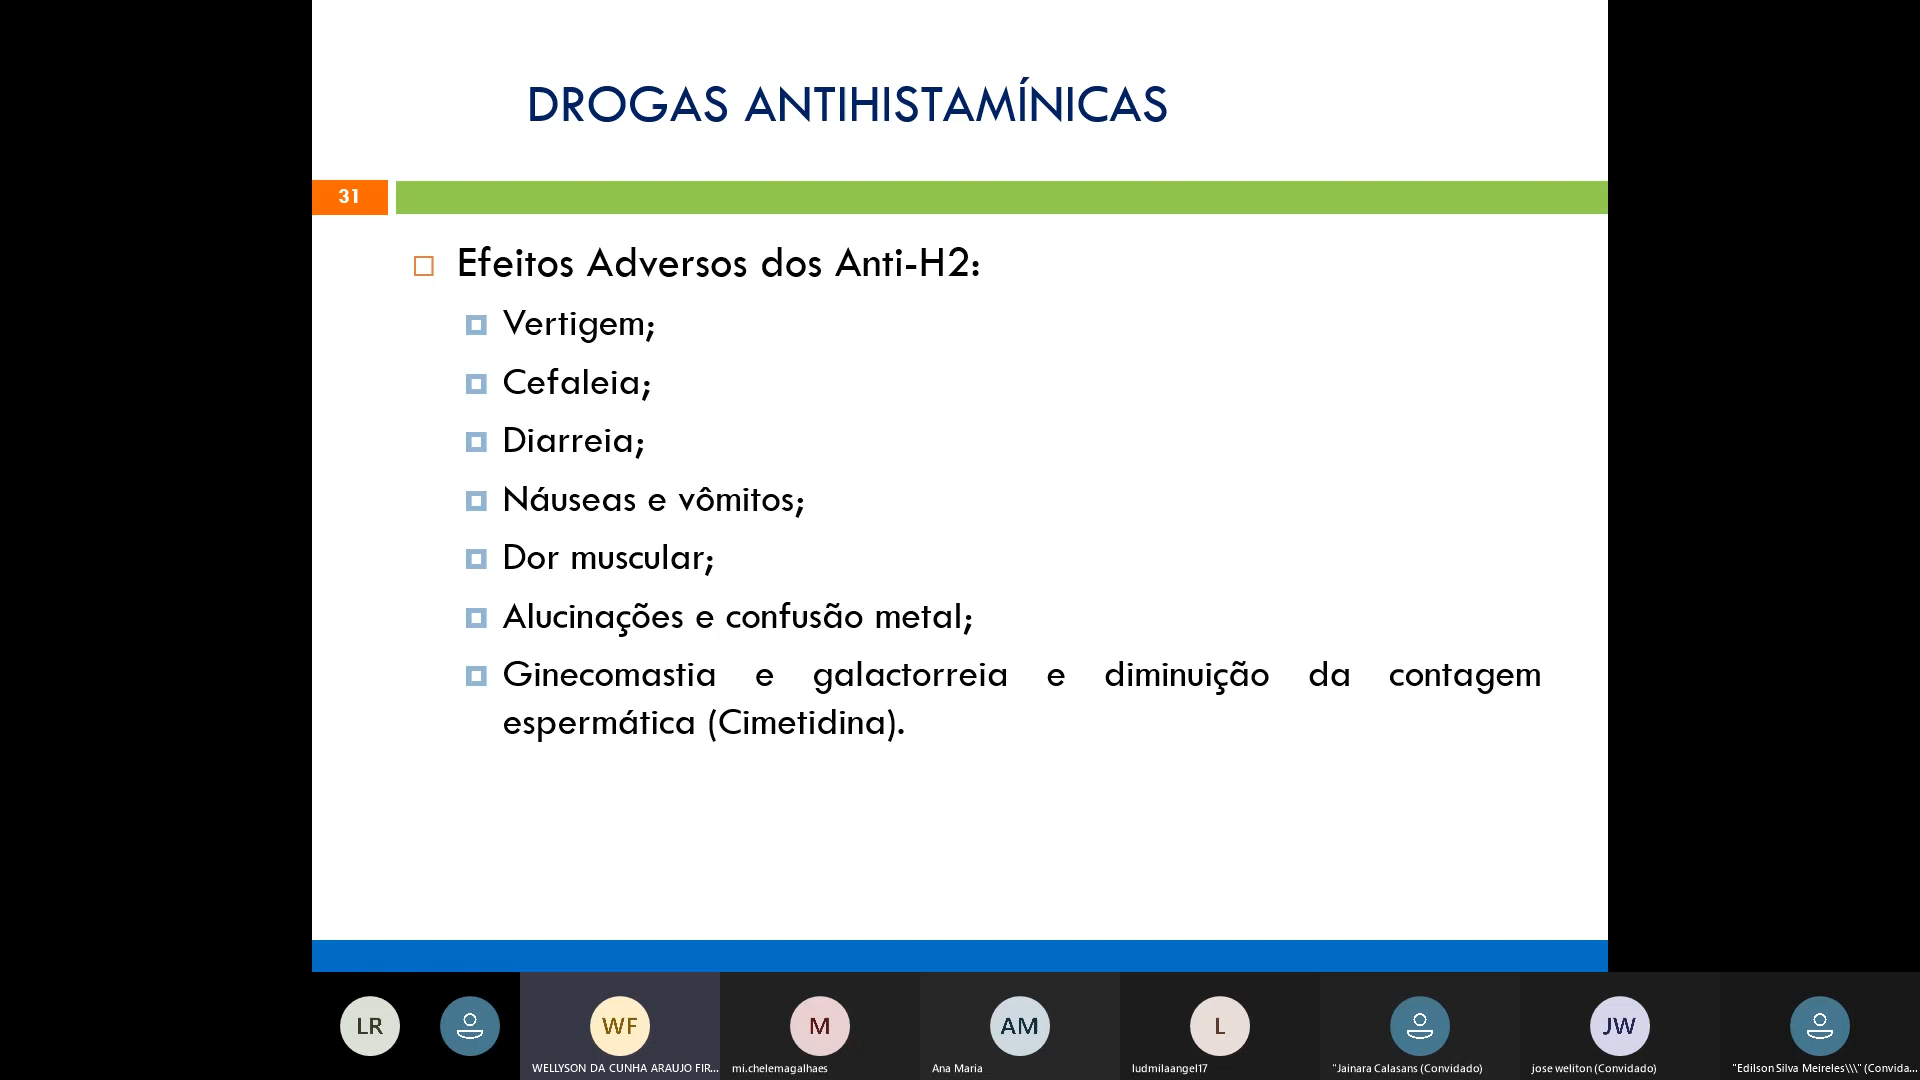 DROGAS ANTIHISTAMÍNICAS
31
Efeitos Adversos dos Anti-H2:
Vertigem;
Cefaleia;
Diarreia;
Náuseas e vômitos;
Dor muscular;
Alucinações e confusão metal;
Ginecomastia e galactorreia e diminuição da contagem
espermática (Cimetidina).
LR
WF
M
AM
L
JW
WELLYSON DA CUNHA ARAUJO FIR...
mi.chelemagalhaes
Ana Maria
ludmilaangel17
"Jainara Calasans (Convidado)
jose weliton (Convidado)
"Edilson Silva Meireles\\\" (Convida...